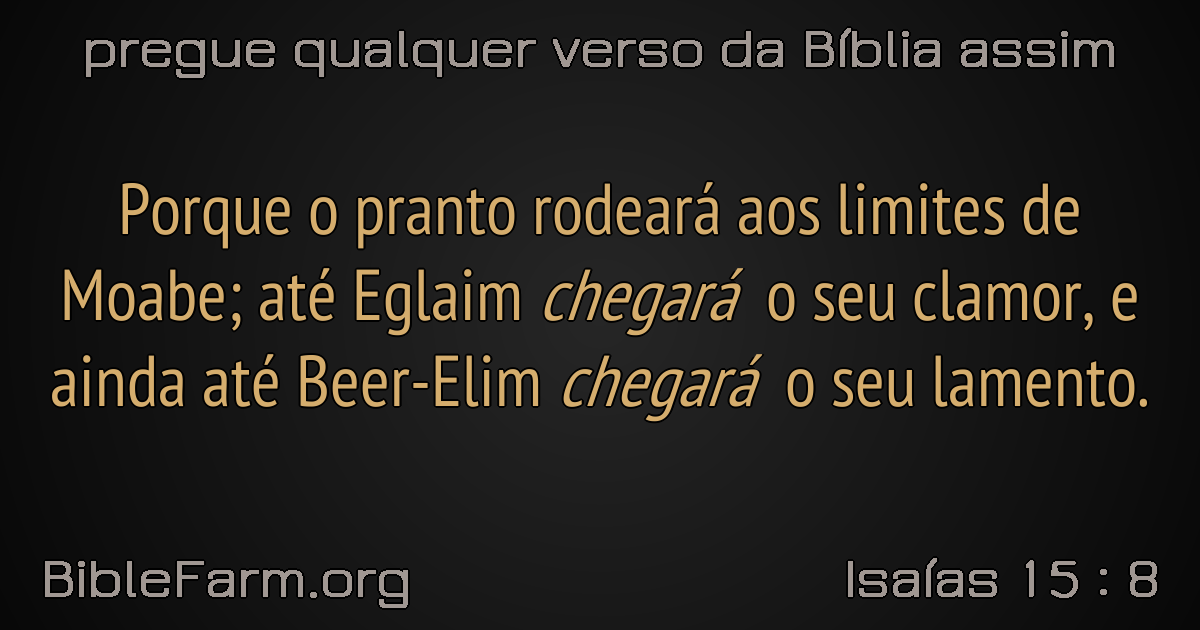 pregue qualquer verso da Bíblia assim
Porque o pranto rodeará aos limites de
Moabe; até Eglaim chegará o seu clamor, e
ainda até Beer-Elim chegará o seu lamento.
BibleFarm.org
Isaías 15 : 8